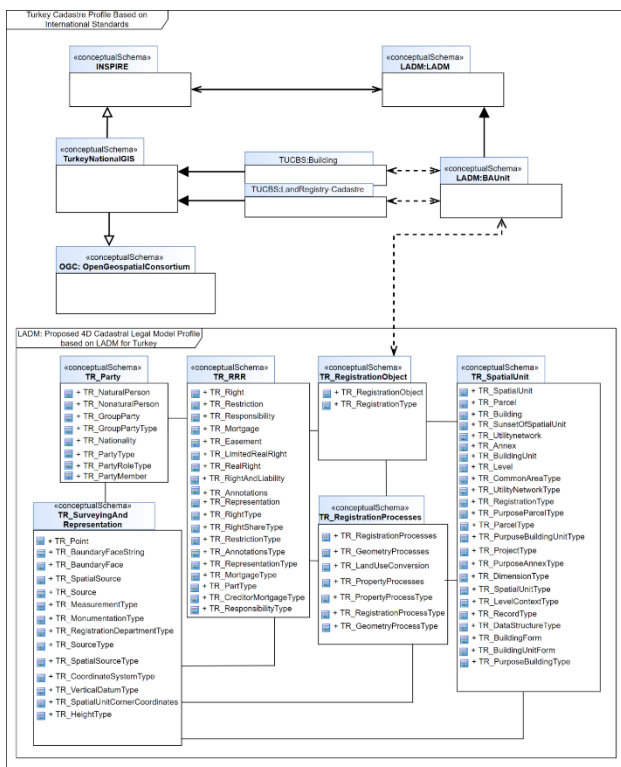 Turkey Cadastre Profile Based on
International Standards
«conceptualSchema»
INSPIRE
«conceptualSchema»
LADM:LADM
«conceptualSchema»
TurkeyNationalGIS
TUCBS:Building
TUCBS:LandRegistry-Cadastre
«conceptualSchema»
LADM:BAUnit
«conceptualSchema»
OGC: OpenGeospatialConsortium
LADM: Proposed 4D Cadastral Legal Model Profile
based on LADM for Turkey
«conceptualSchema»
TR_Party
+ TR_NaturalPerson
+ TR_NonaturalPerson
+ TR_GroupParty
+ TR_GroupPartyType
+ TR_Nationality
+ TR_PartyType
+ TR_PartyRoleType
+ TR_PartyMember
«conceptualSchema»
TR_RRR
+ TR_Right
+ TR_Restriction
+ TR_Responsibility
+ TR_Mortgage
+ TR_Easement
+ TR_LImitedRealRight
+ TR_RealRight
+ TR_RightAndLiability
+ TR_Annotations
+ TR_Representation
+ TR_RightType
+ TR_RightShareType
+ TR_RestrictionType
+ TR_AnnotationsType
+ TR_RepresentationType
+ TR_MortgageType
+ TR_PartType
+ TR_CreditorMortgageType
+ TR_ResponsibilityType
«conceptualSchema»
TR_RegistrationObject
+ TR_RegistrationObject
+ TR_RegistrationType
«conceptualSchema»
TR_SpatialUnit
+ TR_SpatialUnit
+ TR_Parcel
+ TR_Building
+ TR_SunsetOfSpatialUnit
+ TR_Utilitynetwork
+ TR_Annex
+ TR_BuildingUnit
+ TR_Level
+ TR_CommonAreaType
+ TR_UtilityNetworkType
+ TR_RegistrationType
+ TR_PurposeParcelType
+ TR_ParcelType
+ TR_PurpuseBuildingUnitType
+ TR_ProjectType
+ TR_PurposeAnnexType
+ TR_DimensionType
+ TR_SpatialUnitType
+ TR_LevelContextType
+ TR_RecordType
+ TR_DataStructureType
+ TR_BuildingForm
+ TR_BuildingUnitForm
+ TR_PurposeBuildingType
«conceptualSchema»
TR_SurveyingAnd
Representation
+ TR_Point
+ TR_BaundaryFaceString
+ TR_BaundaryFace
+ TR_SpatialSource
+ TR_Source
+ TR_MeasurementType
+ TR_MonumentationType
+ TR_RegistrationDepartmentType
+ TR_SourceType
+ TR_SpatialSourceType
+ TR_CoordinateSystemType
+ TR_VerticalDatumType
+ TR_SpatialUnitCornerCoordinates
+ TR_HeightType
«conceptualSchema»
TR_RegistrationProcesses
+ TR_RegistrationProcesses
+ TR_GeometryProcesses
+ TR_LandUseConversion
+ TR_PropertyProcesses
+ TR_PropertyProcessType
+ TR_RegistrationProcessType
+ TR_GeometryProcessType